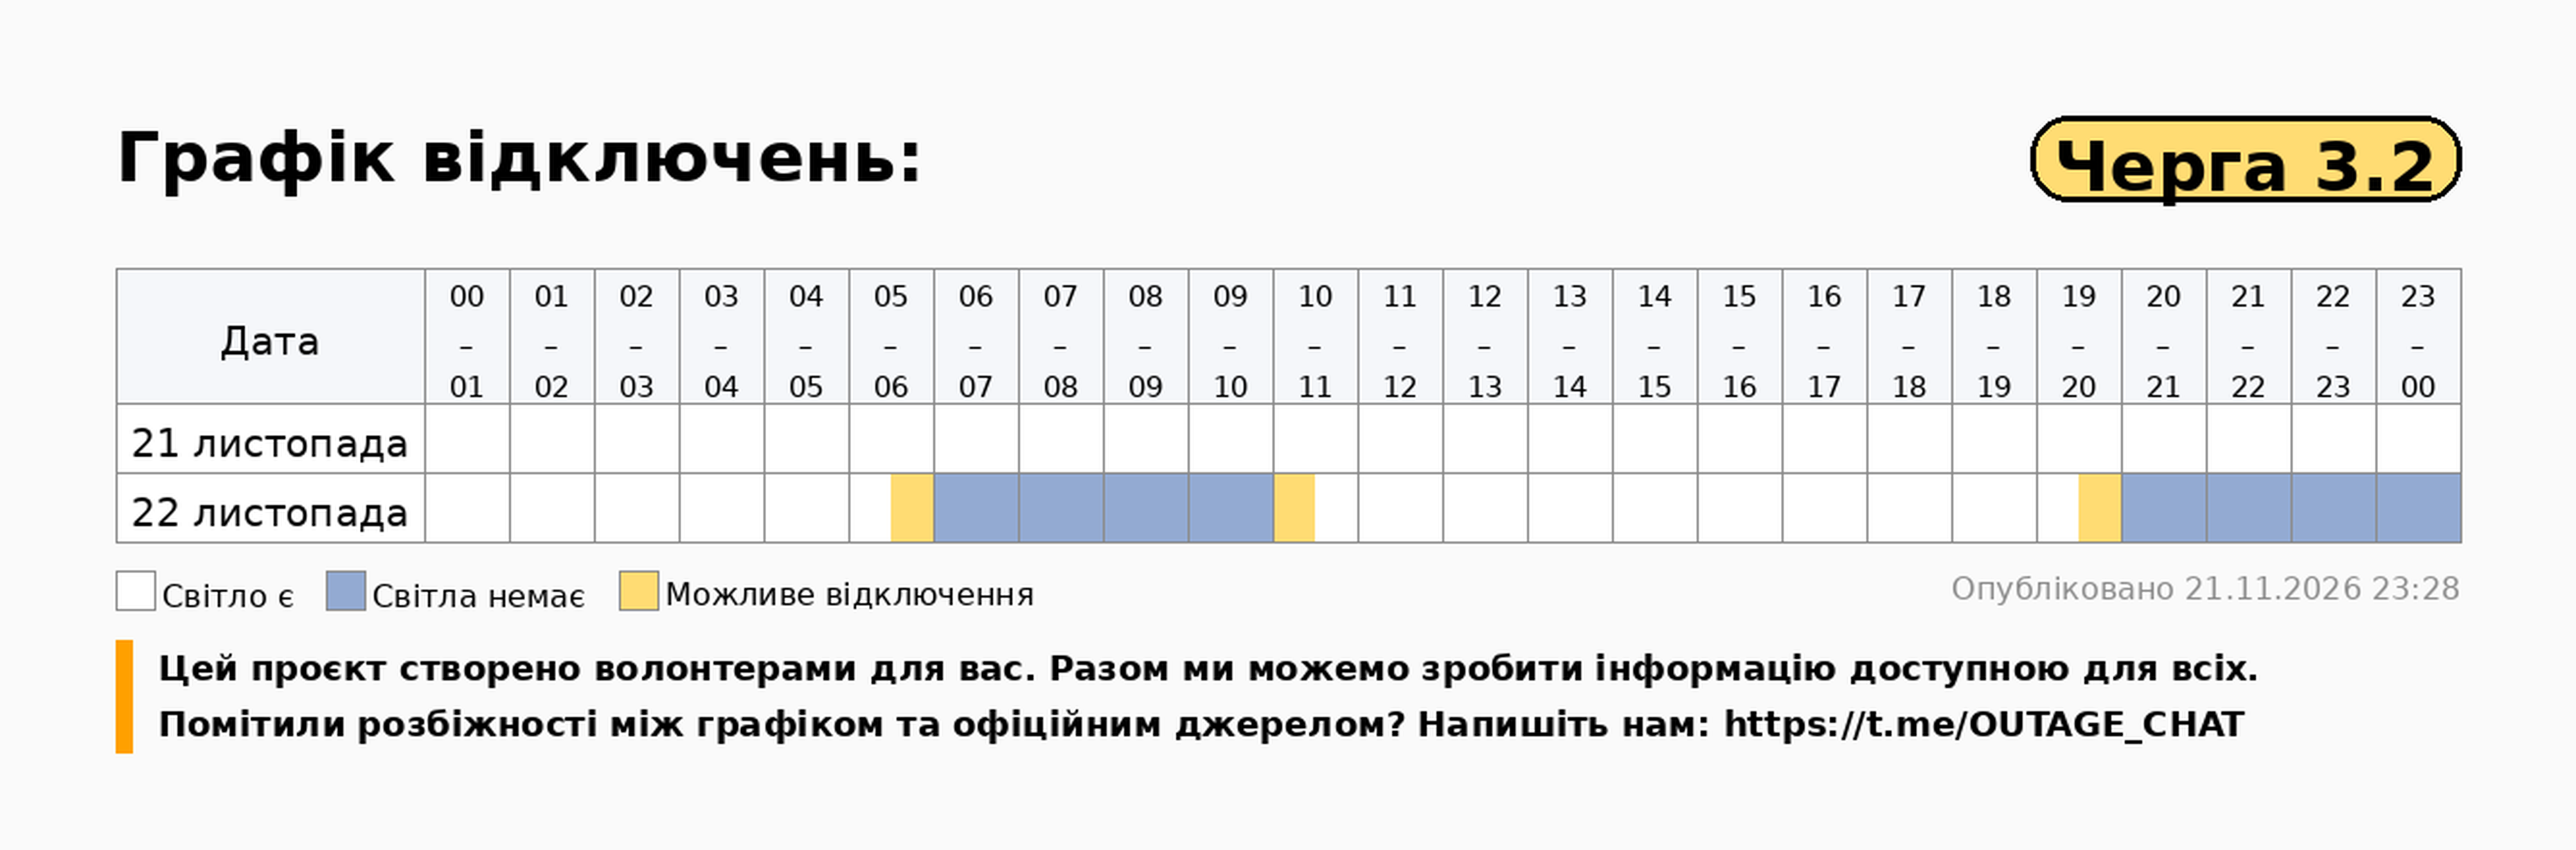 Графік відключень:
Черга 3.2
Дата 00 – 01 01 – 02 02 – 03 03 – 04 04 – 05 05 – 06 06 – 07 07 – 08 08 – 09 09 – 10 10 – 11 11 – 12 12 – 13 13 – 14 14 – 15 15 – 16 16 – 17 17 – 18 18 – 19 19 – 20 20 – 21 21 – 22 22 – 23 23 – 00
21 листопада
22 листопада
Світло є Світла немає Можливе відключення
Опубліковано 21.11.2026 23:28
Цей проєкт створено волонтерами для вас. Разом ми можемо зробити інформацію доступною для всіх.
Помітили розбіжності між графіком та офіційним джерелом? Напишіть нам: https://t.me/OUTAGE_CHAT